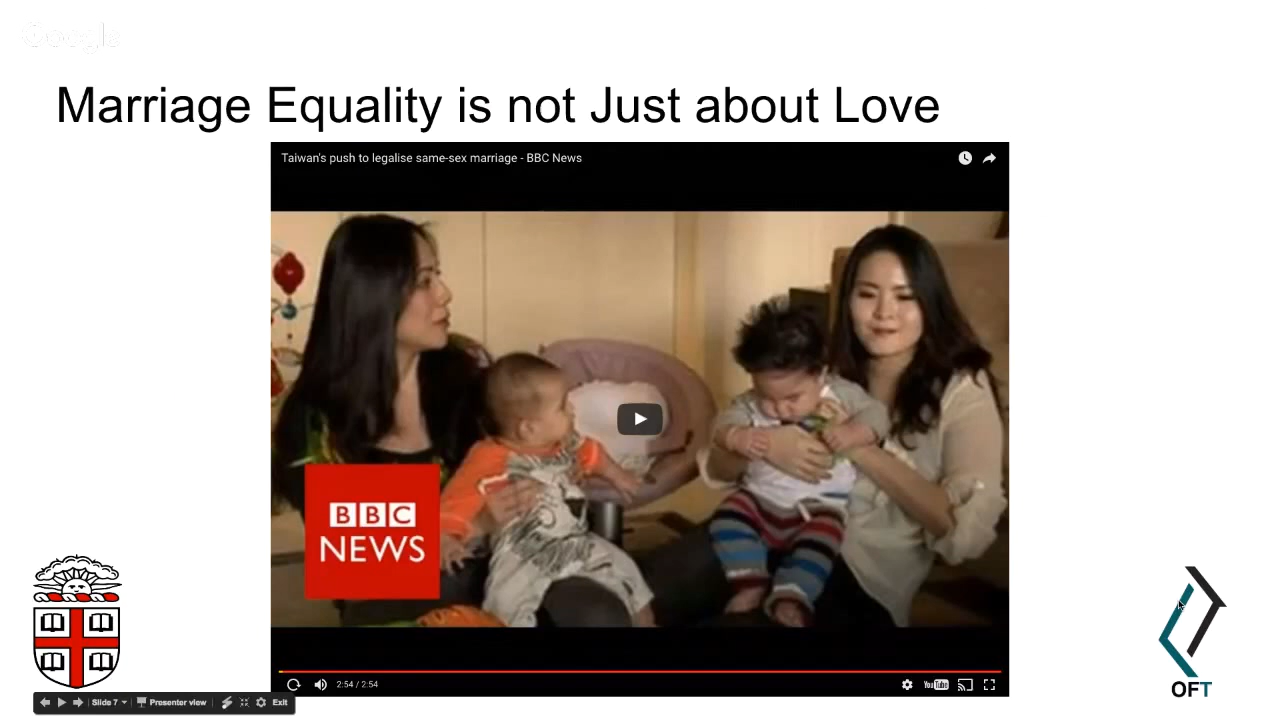 Google
Marriage Equality is not Just about Love
Taiwan's push to legalise same-sex marriage - BBC News
BBC
NEWS
2:54 / 2:54
YouTube
OFT
Slide 7
Presenter view
Exit